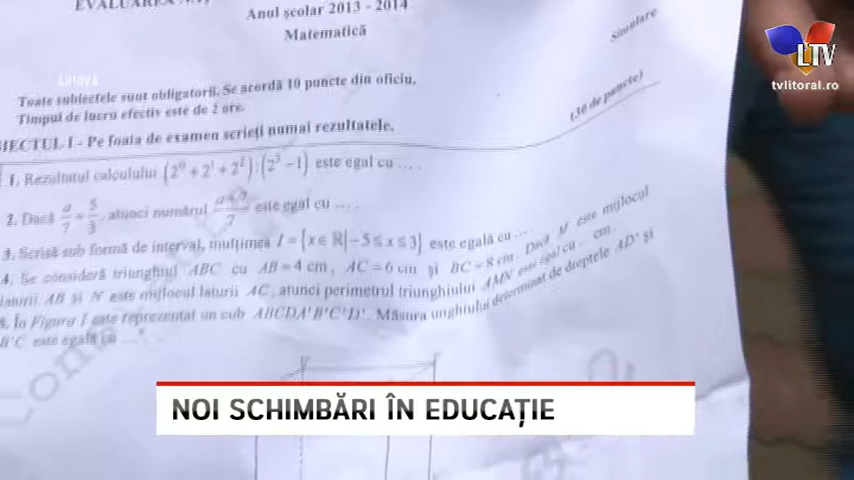 Anul școlar 2013 - 2014
Matematică
Simulare
LTV
tvlitoral.ro
ARHIVĂ
Toate subiectele sunt obligatorii. Se acordă 10 puncte din oficiu.
Timpul de lucru efectiv este de 2 ore.
(30 de puncte)
I - Pe foaia de examen scrieți numai rezultatele.
1. Rezultatul calculului (2⁰ + 2¹ + 2²) : (2³ − 1) este egal cu ... .
2. Dacă a/7 = 5/3, atunci numărul /7 este egal cu ... .
3. Scrisă sub formă de interval, mulțimea I = {x ∈ ℝ | −5 ≤ x ≤ 3} este egală cu ... .
4. Se consideră triunghiul ABC cu AB = 4 cm, AC = 6 cm și BC = 8 cm. Dacă M este mijlocul
laturii AB și N este mijlocul laturii AC, atunci perimetrul triunghiului AMN este egal cu ... cm.
5. În Figura 1 este reprezentat un cub ABCDA'B'C'D'. Măsura unghiului determinat de dreptele AD' și
B'C este egală cu ...
NOI SCHIMBĂRI ÎN EDUCAȚIE